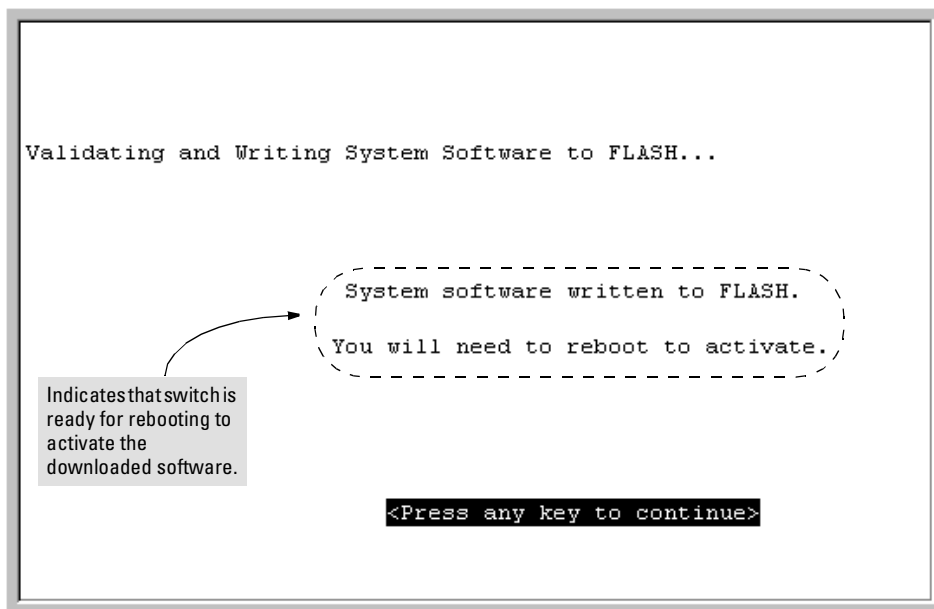 Validating and Writing System Software to FLASH...
System software written to FLASH.
You will need to reboot to activate.
Indicates that switch is
ready for rebooting to
activate the
downloaded software.
<Press any key to continue>